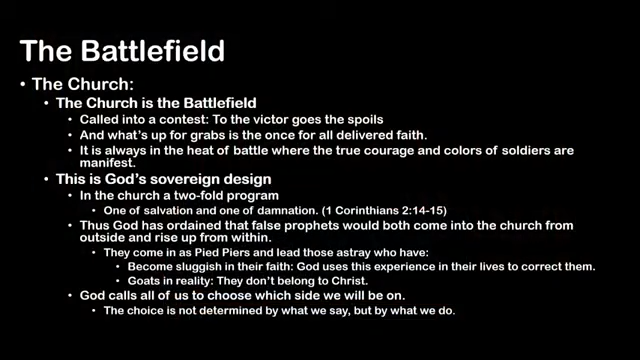 The Battlefield
• The Church:
• The Church is the Battlefield
• Called into a contest: To the victor goes the spoils
• And what's up for grabs is the once for all delivered faith.
• It is always in the heat of battle where the true courage and colors of soldiers are
manifest.
• This is God's sovereign design
• In the church a two-fold program
• One of salvation and one of damnation. (1 Corinthians 2:14-15)
• Thus God has ordained that false prophets would both come into the church from
outside and rise up from within.
• They come in as Pied Piers and lead those astray who have:
• Become sluggish in their faith: God uses this experience in their lives to correct them.
• Goats in reality: They don't belong to Christ.
• God calls all of us to choose which side we will be on.
• The choice is not determined by what we say, but by what we do.